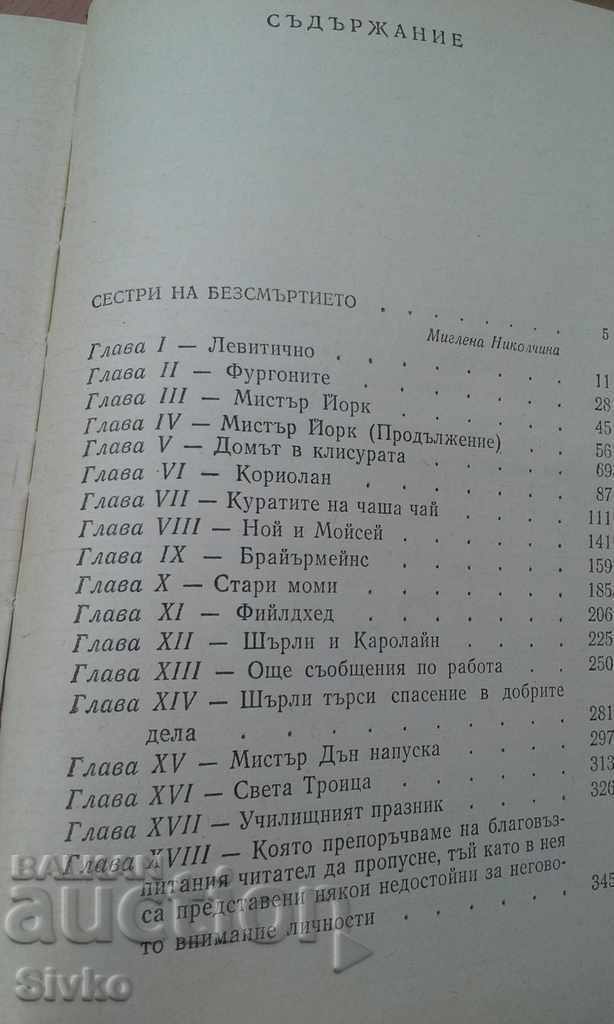 СЪДЪРЖАНИЕ
СЕСТРИ НА БЕЗСМЪРТИЕТО . . . . . . . 5
Миглена Николчина
Глава I — Левитично . . . . . . . 11
Глава II — Фургоните . . . . . . . 28
Глава III — Мистър Йорк . . . . . . 45
Глава IV — Мистър Йорк (Продължение) . . 56
Глава V — Домът в клисурата . . . . . 69
Глава VI — Кориолан . . . . . . . 87
Глава VII — Куратите на чаша чай . . . . 111
Глава VIII — Ной и Мойсей . . . . . . 141
Глава IX — Брайърмейнс . . . . . . 159
Глава X — Стари моми . . . . . . . 185
Глава XI — Фийлдхед . . . . . . . 206
Глава XII — Шърли и Каролайн . . . . 225
Глава XIII — Още съобщения по работа . . 250
Глава XIV — Шърли търси спасение в добрите
дела . . . . . . . . . . 281
Глава XV — Мистър Дън напуска . . . . 297
Глава XVI — Света Троица . . . . . . 313
Глава XVII — Училищният празник . . . . 326
Глава XVIII — Която препоръчваме на благовъз-
питания читател да пропусне, тъй като в нея
са представени някои недостойни за негово-
то внимание личности . . . . . . 345
БАЛКАН
auction
Sivko